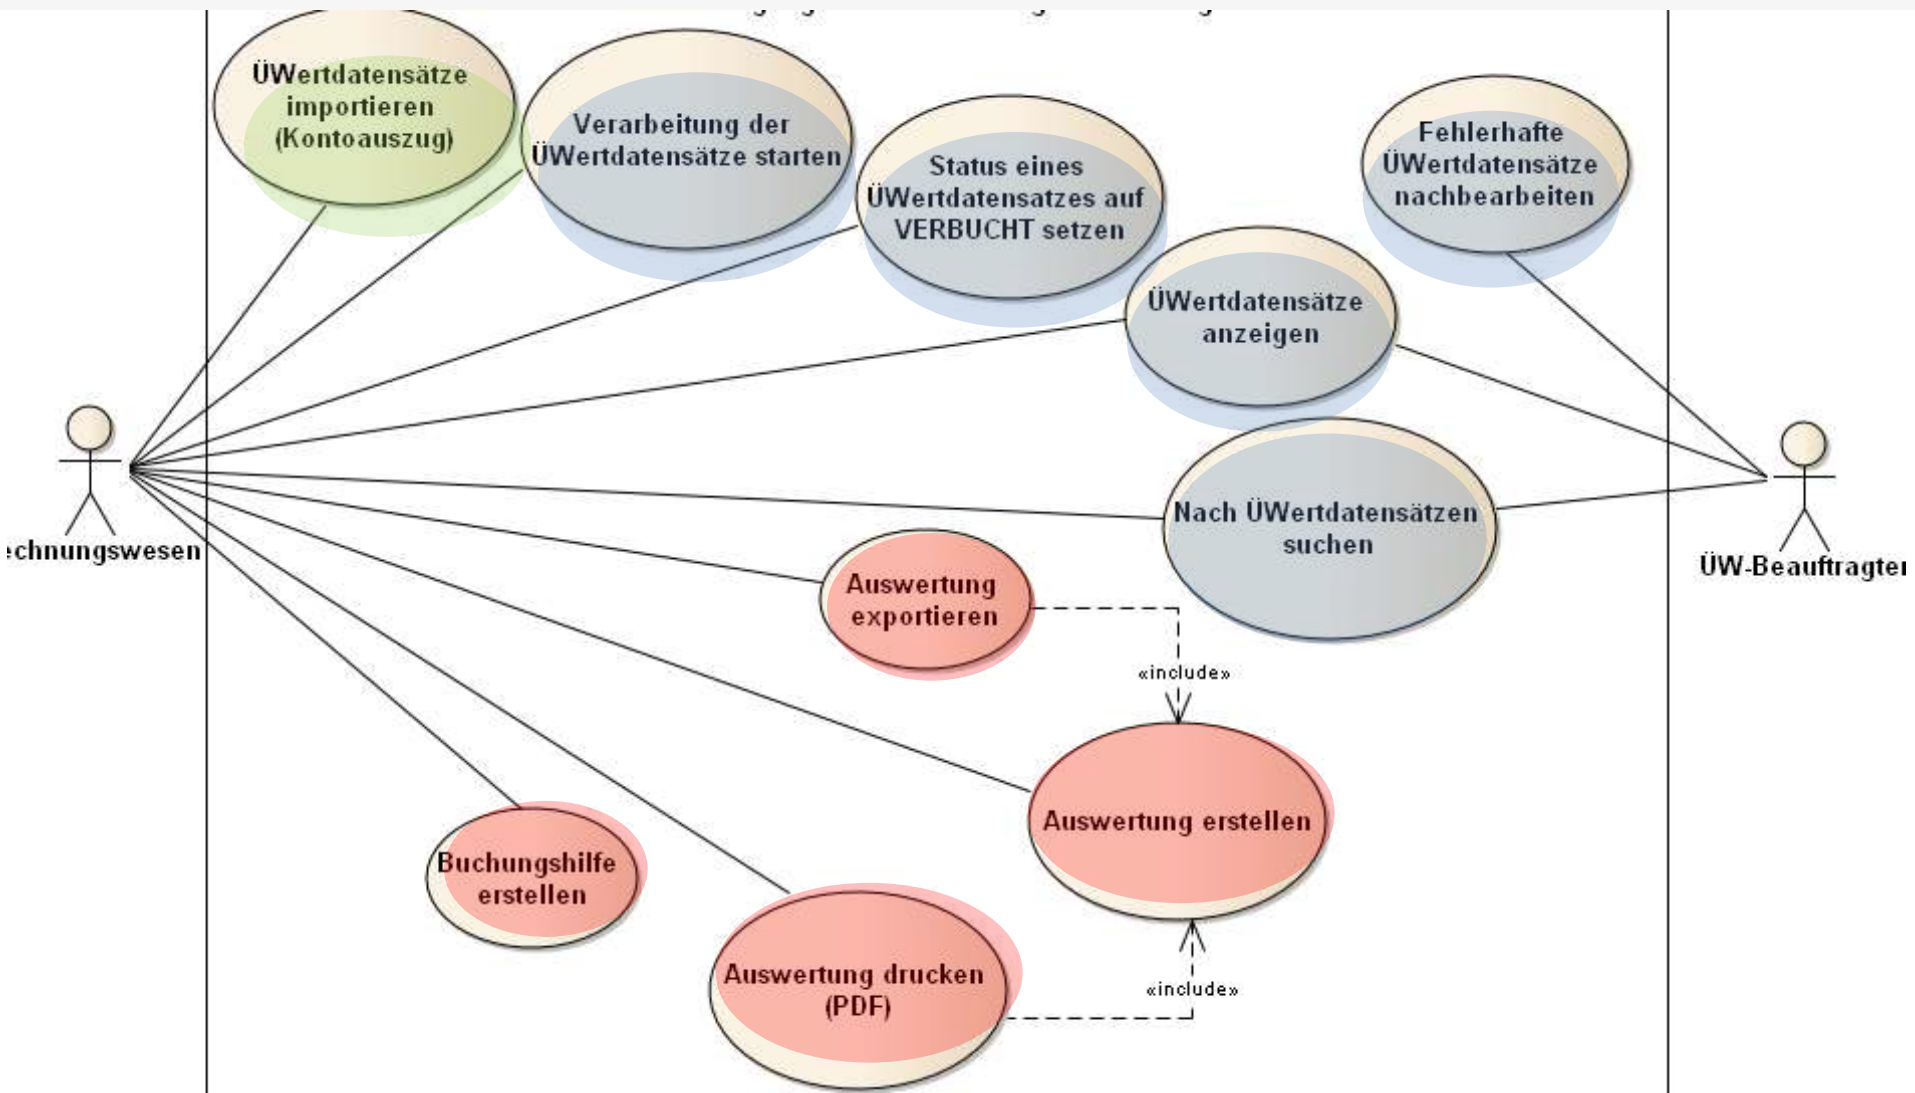 ÜWertdatensätze
importieren
(Kontoauszug)
Verarbeitung der
ÜWertdatensätze starten
Status eines
ÜWertdatensatzes auf
VERBUCHT setzen
Fehlerhafte
ÜWertdatensätze
nachbearbeiten
ÜWertdatensätze
anzeigen
Nach ÜWertdatensätzen
suchen
echnungswesen
ÜW-Beauftragter
Auswertung
exportieren
«include»
Auswertung erstellen
Buchungshilfe
erstellen
Auswertung drucken
(PDF)
«include»